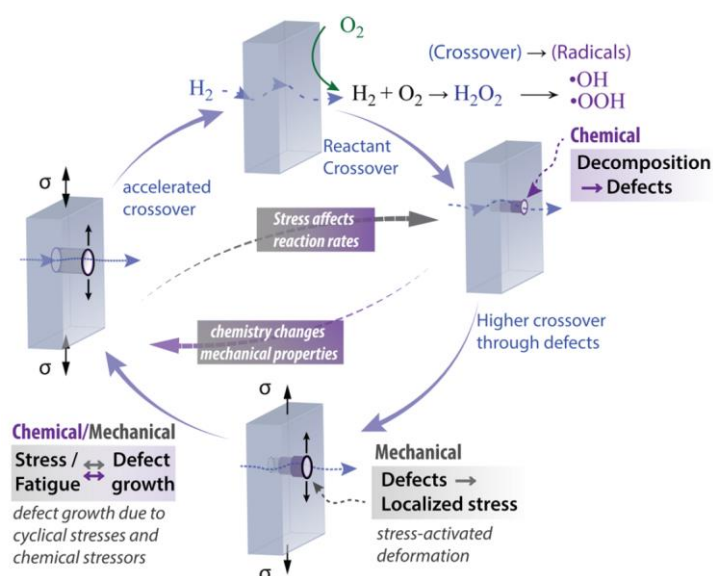 O₂
(Crossover) → (Radicals)
H₂
H₂ + O₂ → H₂O₂ → •OH
•OOH
Reactant
Crossover
Chemical
Decomposition
→ Defects
σ
accelerated
crossover
Stress affects
reaction rates
chemistry changes
mechanical properties
Higher crossover
through defects
σ
σ
Chemical/Mechanical
Stress / ↔ Defect
Fatigue ↔ growth
defect growth due to
cyclical stresses and
chemical stressors
Mechanical
Defects →
Localized stress
stress-activated
deformation
σ